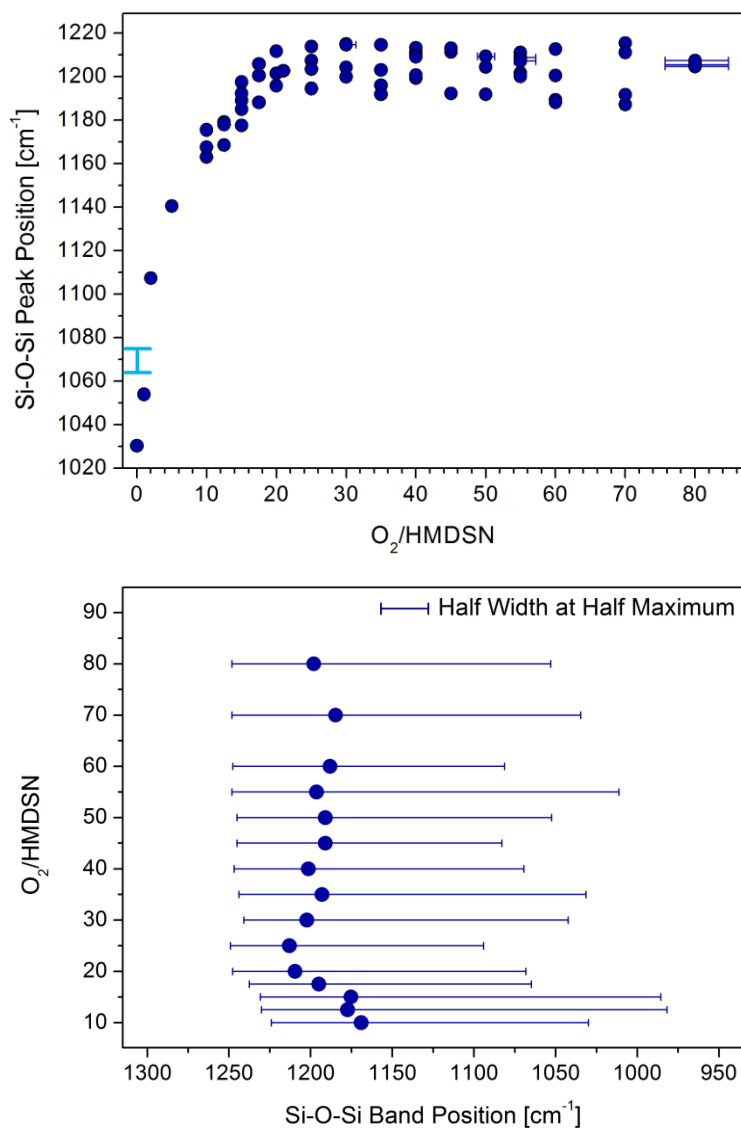 1220
1200
1180
1160
1140
1120
1100
1080
1060
1040
1020
Si-O-Si Peak Position [cm⁻¹]
0 10 20 30 40 50 60 70 80
O₂/HMDSN
Half Width at Half Maximum
90
80
70
60
50
40
30
20
10
O₂/HMDSN
1300 1250 1200 1150 1100 1050 1000 950
Si-O-Si Band Position [cm⁻¹]